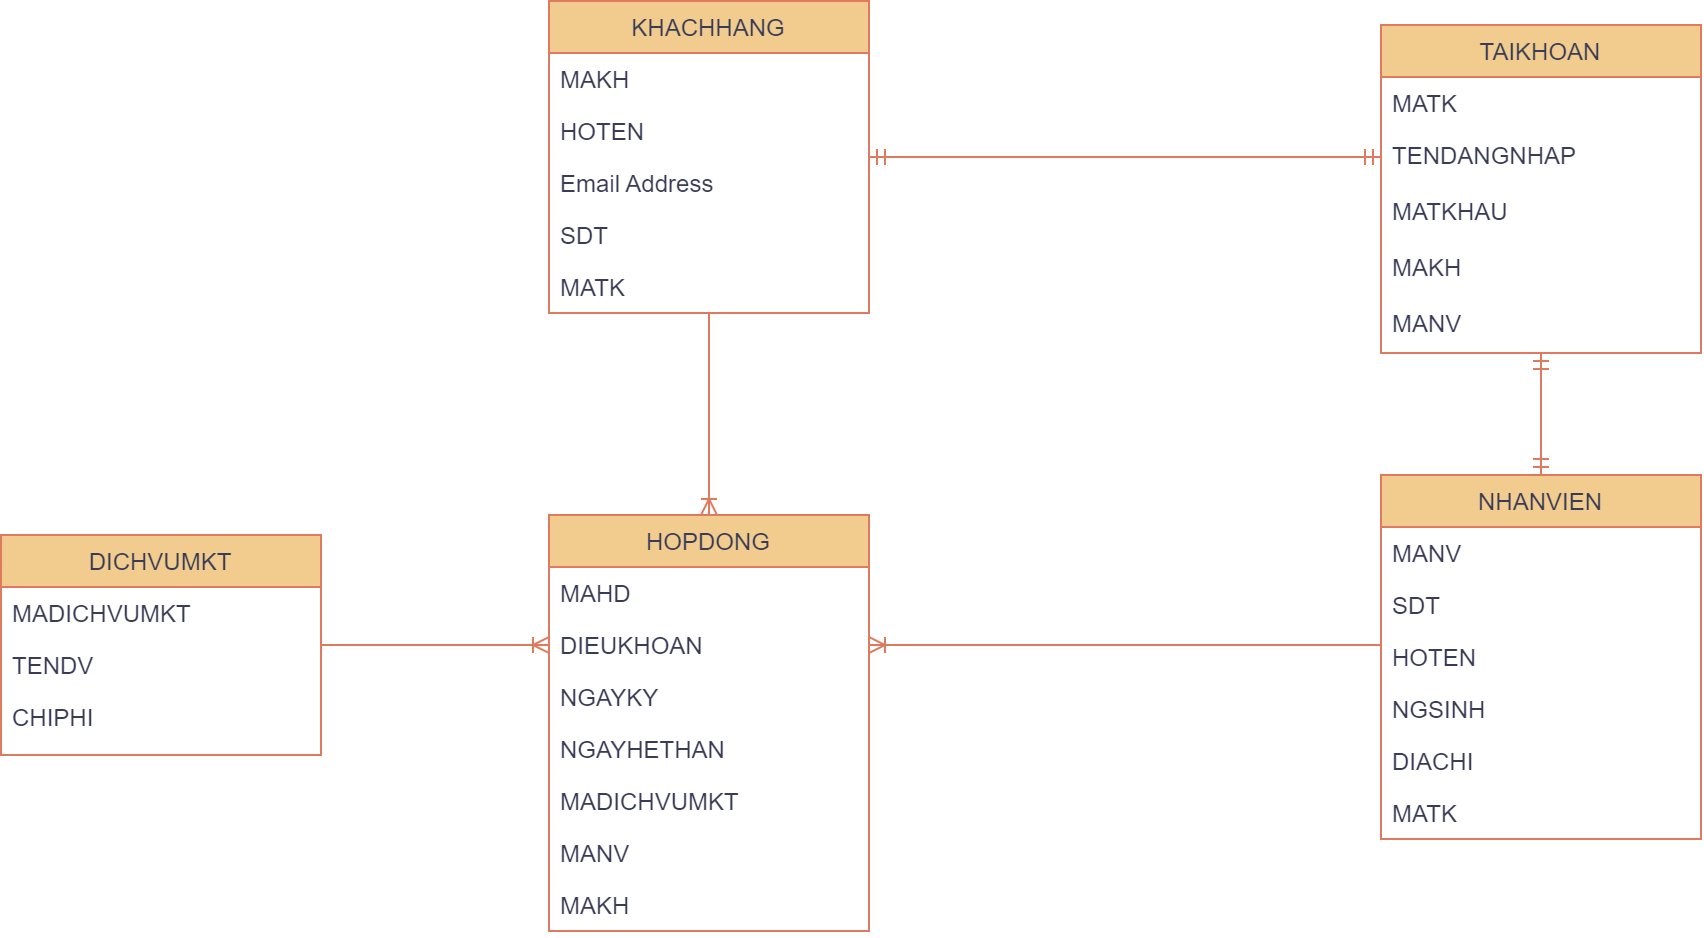 KHACHHANG
MAKH
HOTEN
Email Address
SDT
MATK
TAIKHOAN
MATK
TENDANGNHAP
MATKHAU
MAKH
MANV
DICHVUMKT
MADICHVUMKT
TENDV
CHIPHI
HOPDONG
MAHD
DIEUKHOAN
NGAYKY
NGAYHETHAN
MADICHVUMKT
MANV
MAKH
NHANVIEN
MANV
SDT
HOTEN
NGSINH
DIACHI
MATK